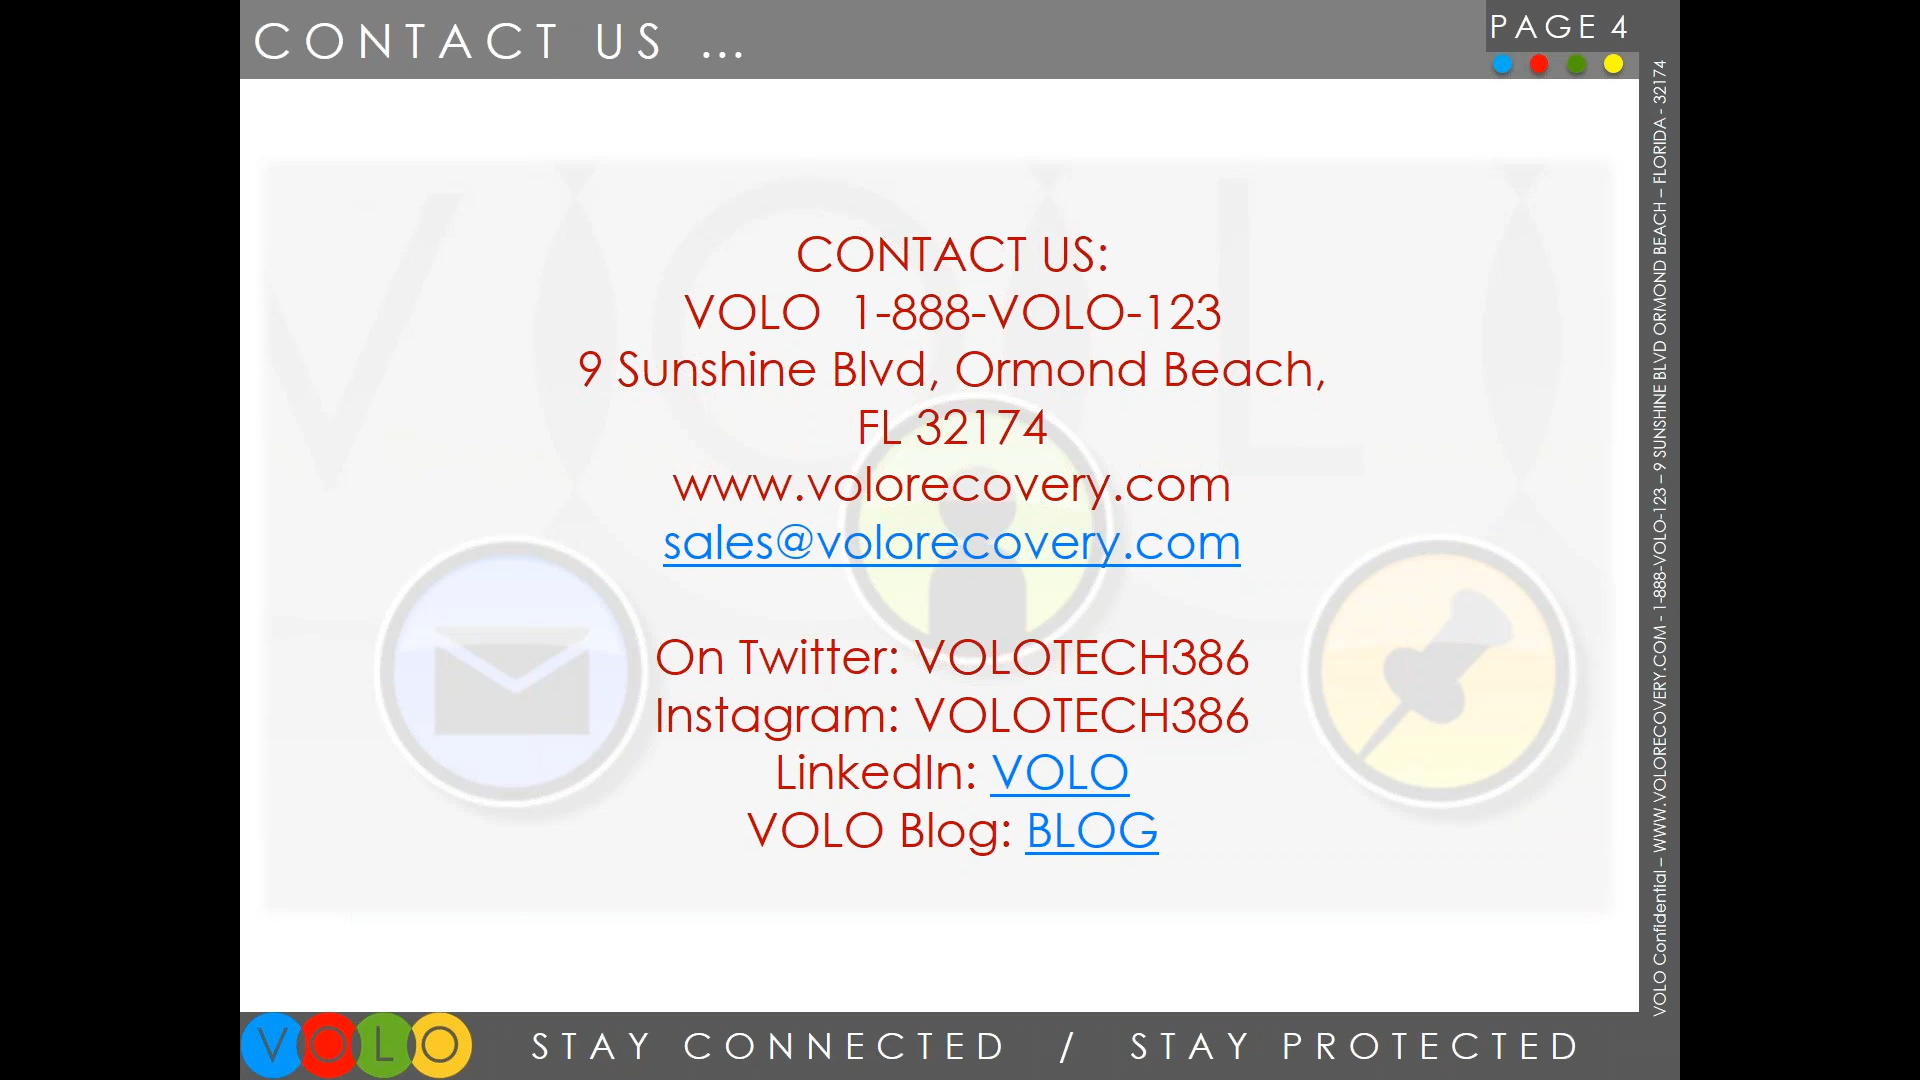 CONTACT US ...
PAGE 4
CONTACT US:
VOLO 1-888-VOLO-123
9 Sunshine Blvd, Ormond Beach,
FL 32174
www.volorecovery.com
sales@volorecovery.com
On Twitter: VOLOTECH386
Instagram: VOLOTECH386
LinkedIn: VOLO
VOLO Blog: BLOG
VOLO Confidential – WWW.VOLORECOVERY.COM - 1-888-VOLO-123 – 9 SUNSHINE BLVD ORMOND BEACH – FLORIDA - 32174
VOLO
STAY CONNECTED / STAY PROTECTED